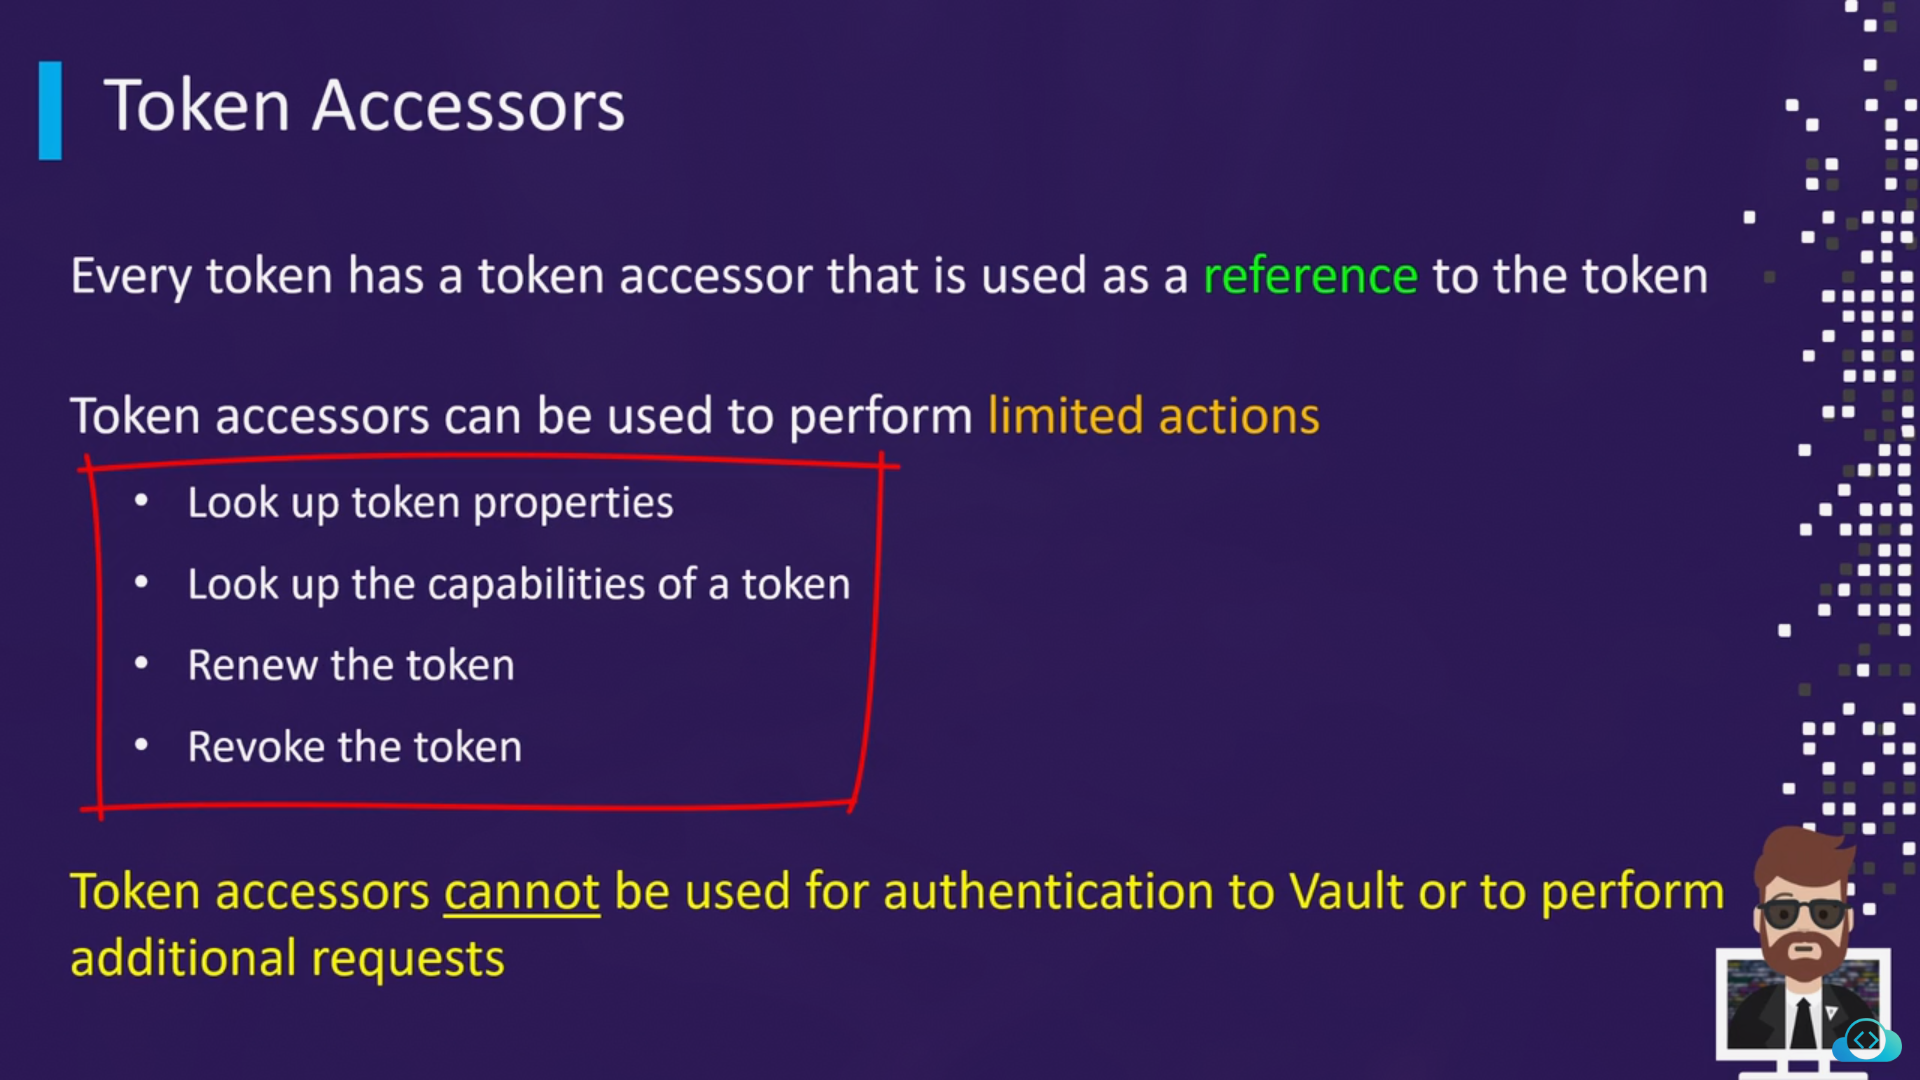 Token Accessors
Every token has a token accessor that is used as a reference to the token
Token accessors can be used to perform limited actions
• Look up token properties
• Look up the capabilities of a token
• Renew the token
• Revoke the token
Token accessors cannot be used for authentication to Vault or to perform
additional requests